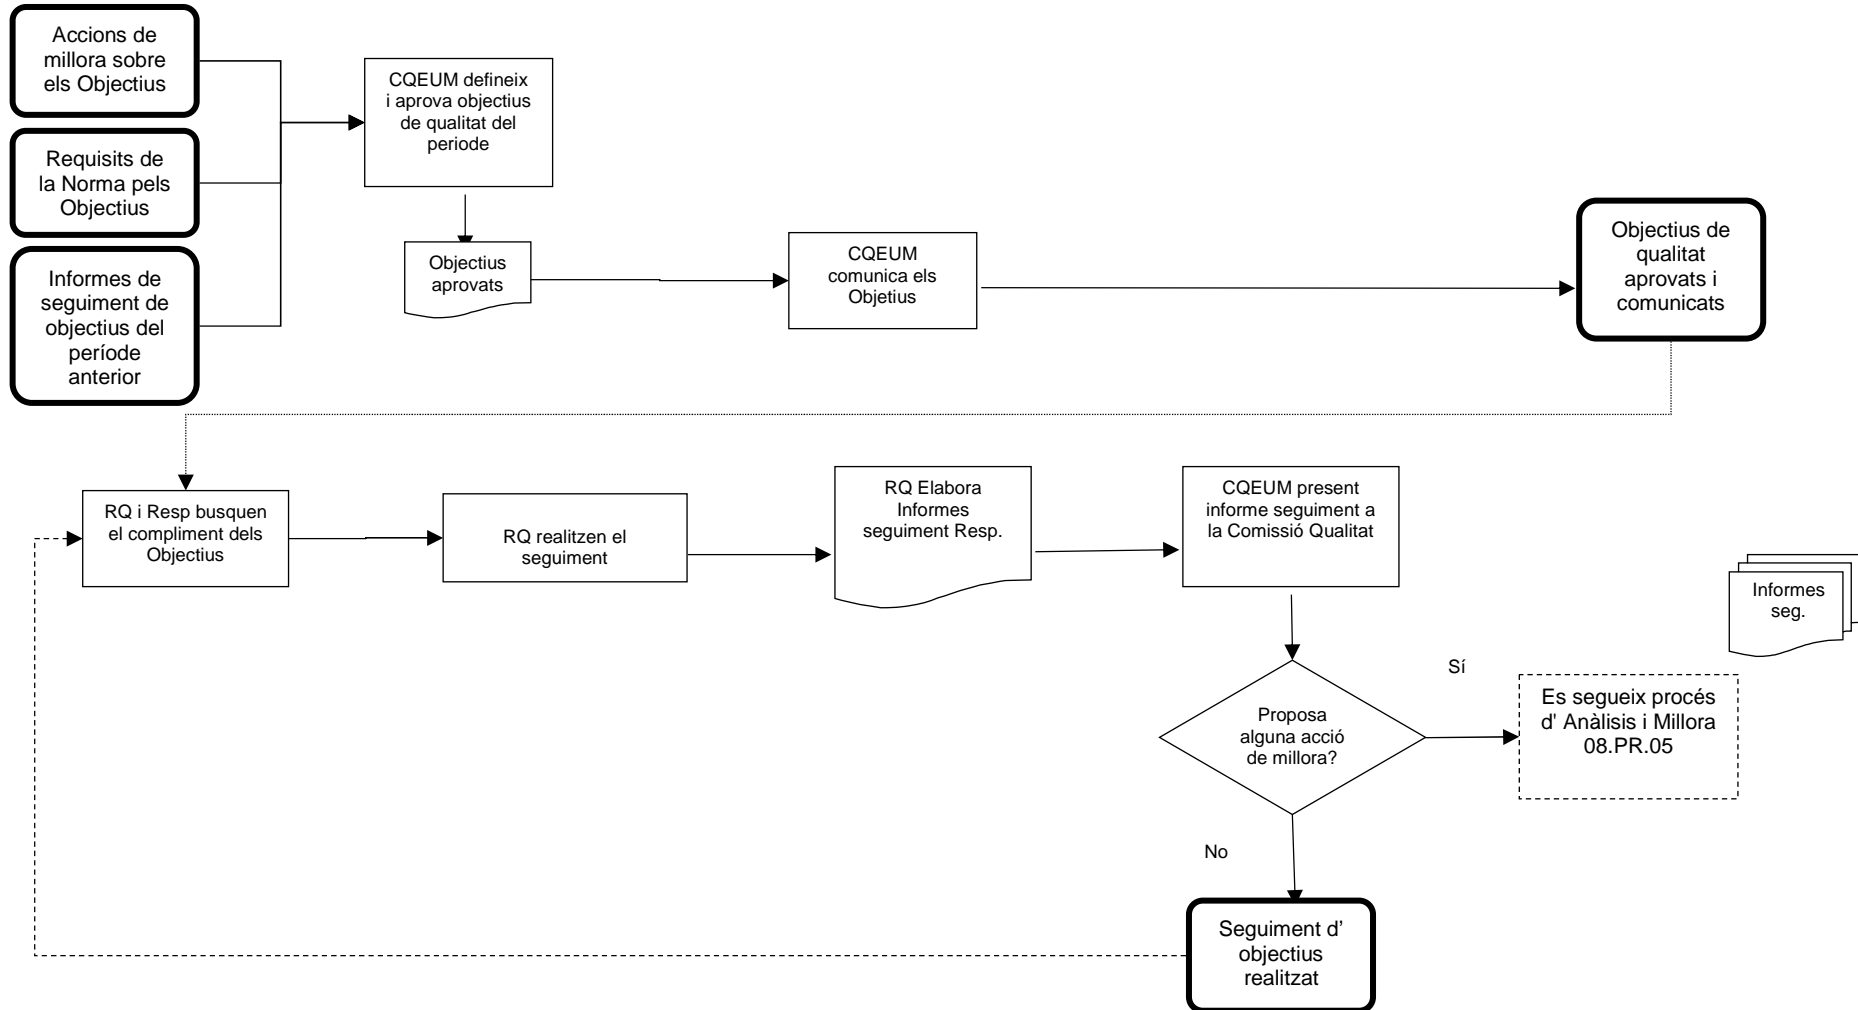 Accions de
millora sobre
els Objectius
CQEUM defineix
i aprova objectius
de qualitat del
periode
Requisits de
la Norma pels
Objectius
Informes de
seguiment de
objectius del
període
anterior
Objectius
aprovats
CQEUM
comunica els
Objetius
Objectius de
qualitat
aprovats i
comunicats
RQ i Resp busquen
el compliment dels
Objectius
RQ realitzen el
seguiment
RQ Elabora
Informes
seguiment Resp.
CQEUM present
informe seguiment a
la Comissió Qualitat
Informes
seg.
Proposa
alguna acció
de millora?
Sí
Es segueix procés
d' Anàlisis i Millora
08.PR.05
No
Seguiment d’
objectius
realitzat